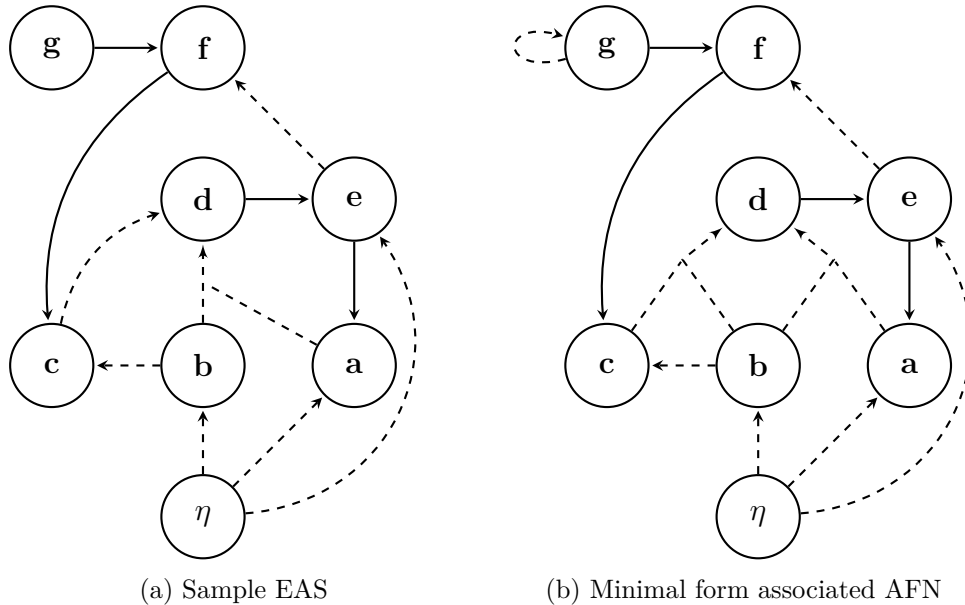 g f g f
d e d e
c b a c b a
η η
(a) Sample EAS (b) Minimal form associated AFN